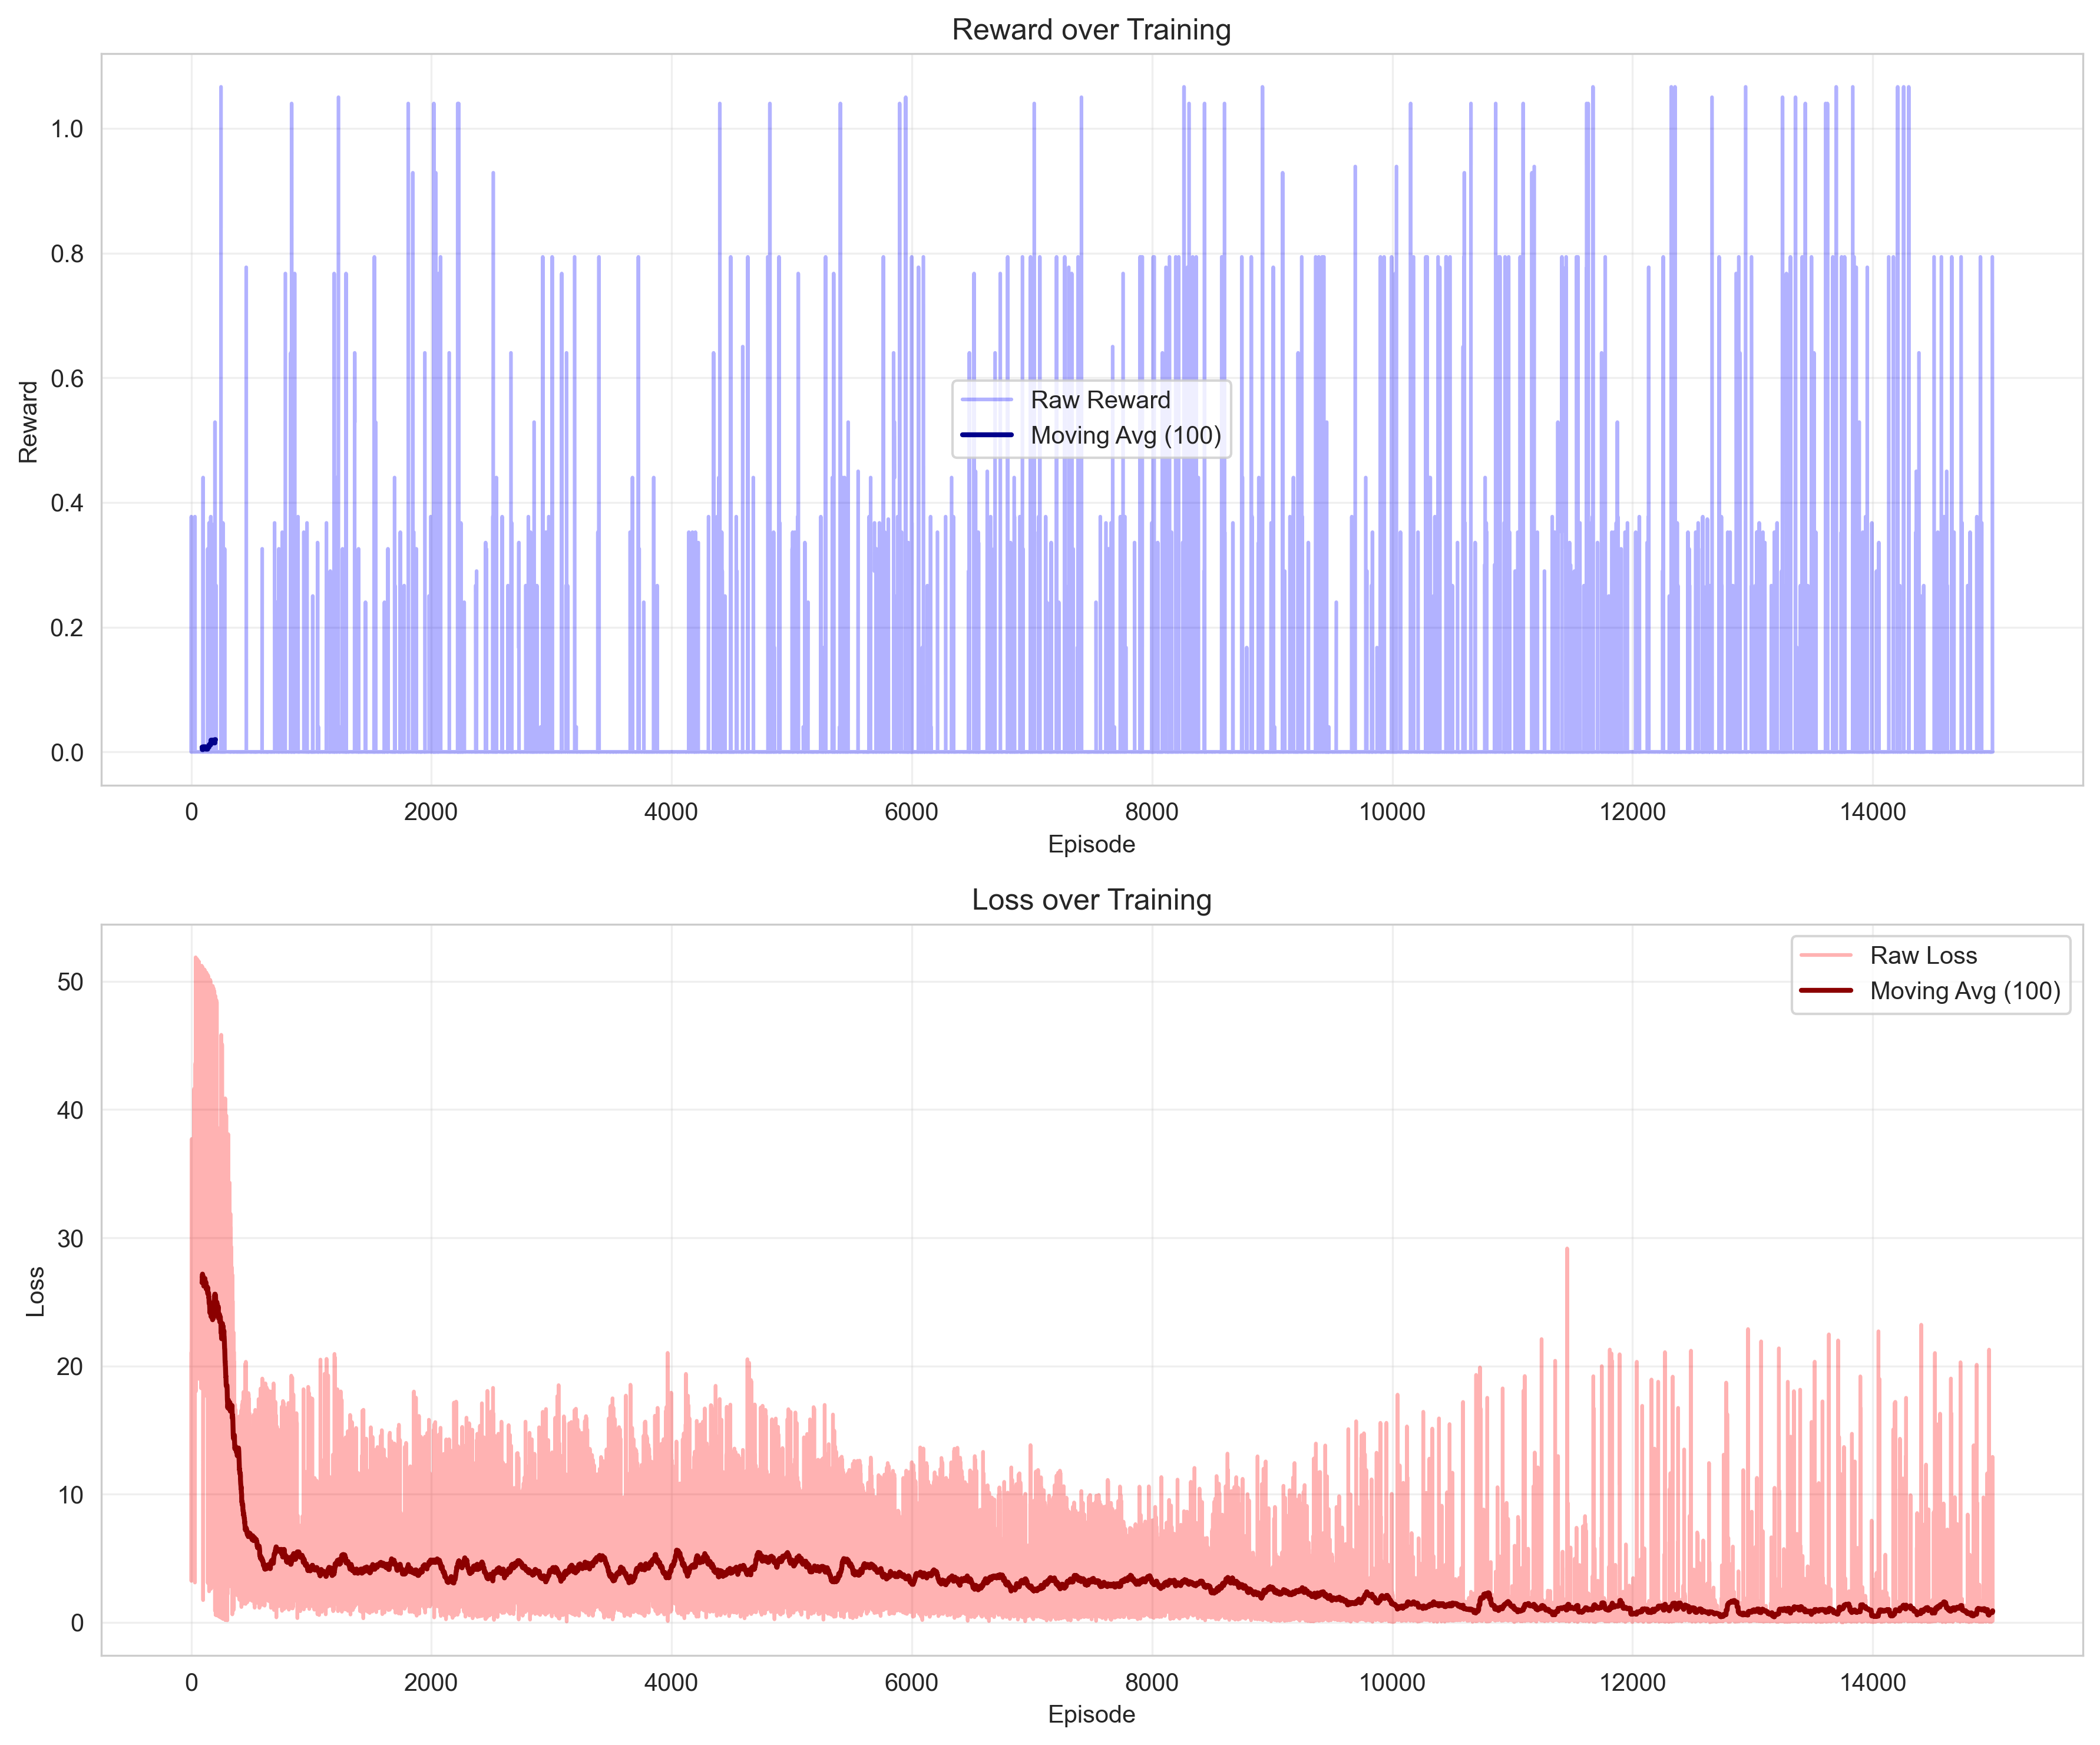 Reward over Training
Reward
1.0
0.8
0.6
0.4
0.2
0.0
Raw Reward
Moving Avg (100)
0 2000 4000 6000 8000 10000 12000 14000
Episode
Loss over Training
Loss
50
40
30
20
10
0
Raw Loss
Moving Avg (100)
0 2000 4000 6000 8000 10000 12000 14000
Episode